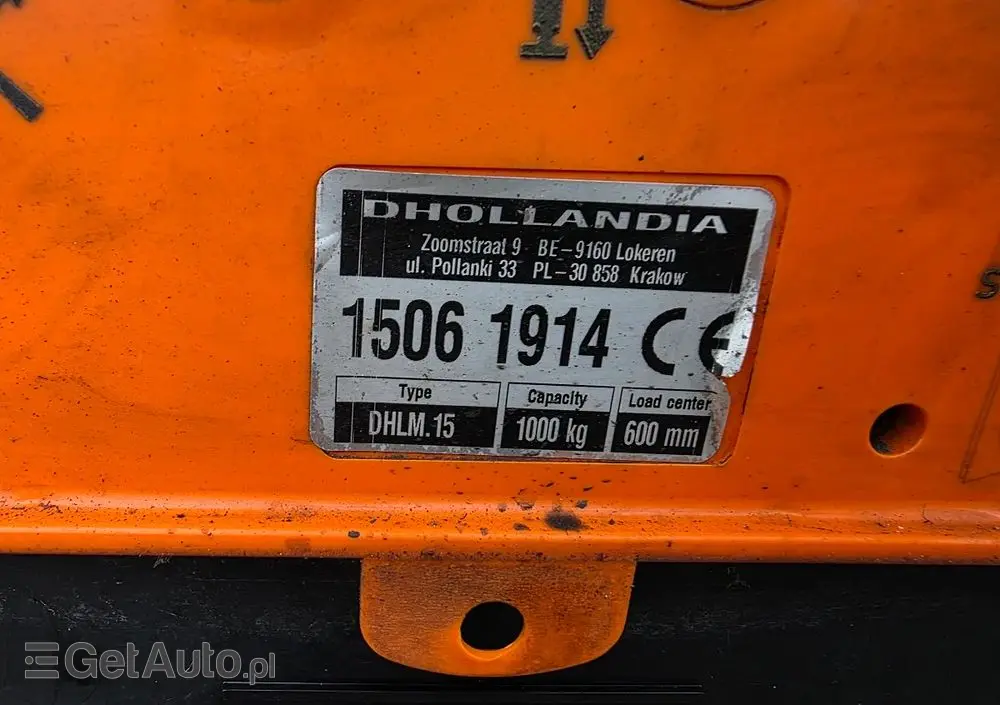 DHOLLANDIA
Zoomstraat 9 BE-9160 Lokeren
ul. Pollanki 33 PL-30 858 Krakow
1506 1914 CE
Type Capacity Load center
DHLM.15 1000 kg 600 mm
S
GetAuto.pl